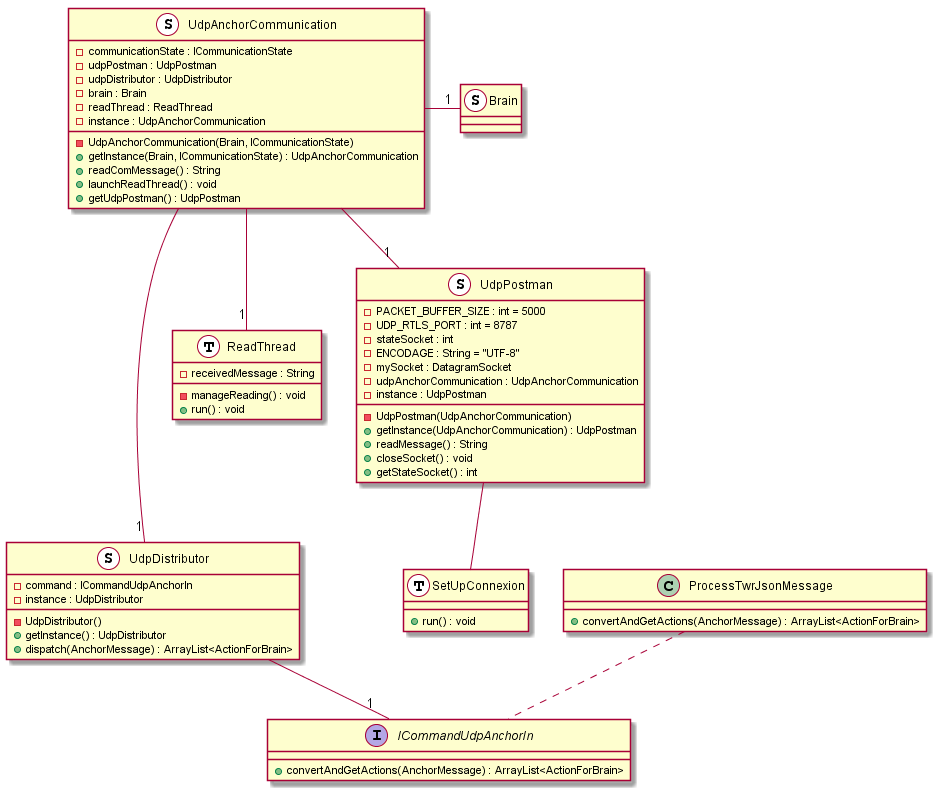 S UdpAnchorCommunication
communicationState : ICommunicationState
udpPostman : UdpPostman
udpDistributor : UdpDistributor
brain : Brain
readThread : ReadThread
instance : UdpAnchorCommunication
UdpAnchorCommunication(Brain, ICommunicationState)
getInstance(Brain, ICommunicationState) : UdpAnchorCommunication
readComMessage() : String
launchReadThread() : void
getUdpPostman() : UdpPostman
1
S Brain
1
1
1
S UdpPostman
PACKET_BUFFER_SIZE : int = 5000
UDP_RTLS_PORT : int = 8787
stateSocket : int
ENCODAGE : String = "UTF-8"
mySocket : DatagramSocket
udpAnchorCommunication : UdpAnchorCommunication
instance : UdpPostman
UdpPostman(UdpAnchorCommunication)
getInstance(UdpAnchorCommunication) : UdpPostman
readMessage() : String
closeSocket() : void
getStateSocket() : int
T ReadThread
receivedMessage : String
manageReading() : void
run() : void
S UdpDistributor
command : ICommandUdpAnchorIn
instance : UdpDistributor
UdpDistributor()
getInstance() : UdpDistributor
dispatch(AnchorMessage) : ArrayList<ActionForBrain>
T SetUpConnexion
run() : void
C ProcessTwrJsonMessage
convertAndGetActions(AnchorMessage) : ArrayList<ActionForBrain>
1
I ICommandUdpAnchorIn
convertAndGetActions(AnchorMessage) : ArrayList<ActionForBrain>